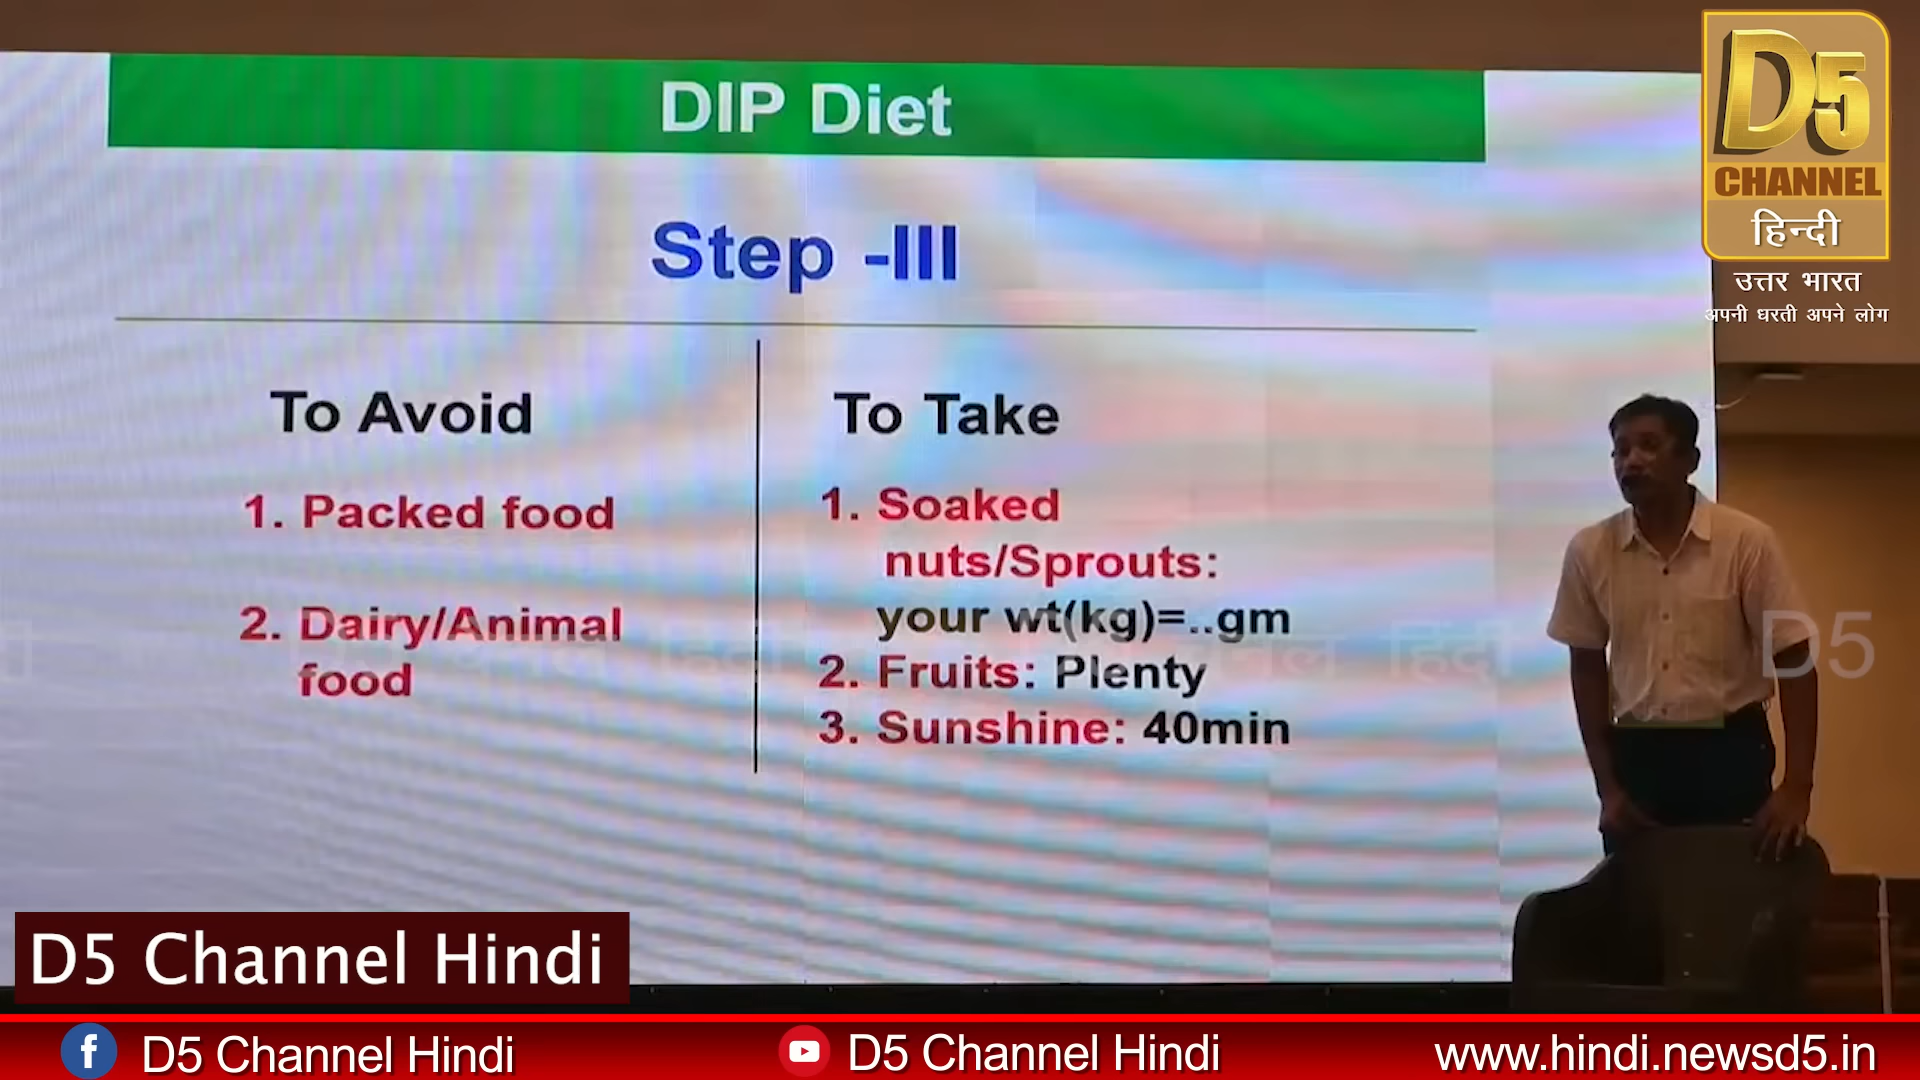 DIP Diet
Step -III
To Avoid
1. Packed food
2. Dairy/Animal
food
To Take
1. Soaked
nuts/Sprouts:
your wt(kg)=..gm
2. Fruits: Plenty
3. Sunshine: 40min
D5
CHANNEL
हिन्दी
उत्तर भारत
अपनी धरती अपने लोग
D5
D5 Channel Hindi
D5 Channel Hindi
D5 Channel Hindi
www.hindi.newsd5.in